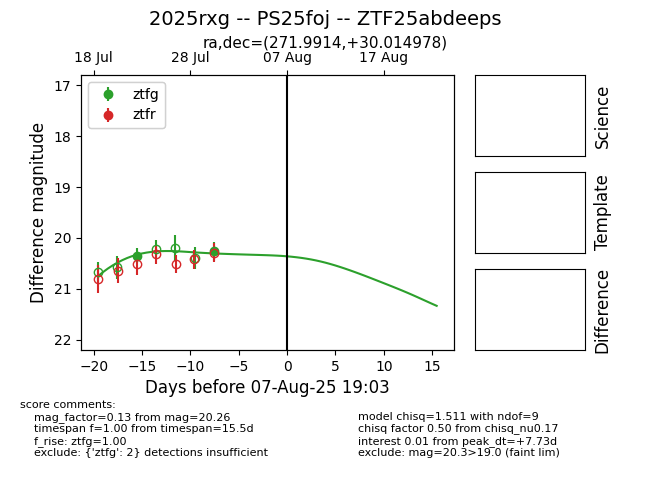 2025rxg -- PS25foj -- ZTF25abdeeps
ra,dec=(271.9914,+30.014978)
18 Jul 28 Jul 07 Aug 17 Aug
ztfg
ztfr
17
18
19
20
21
22
Difference magnitude
−20 −15 −10 −5 0 5 10 15
Days before 07-Aug-25 19:03
Science
Template
Difference
score comments:
mag_factor=0.13 from mag=20.26
timespan f=1.00 from timespan=15.5d
f_rise: ztfg=1.00
exclude: {'ztfg': 2} detections insufficient
model chisq=1.511 with ndof=9
chisq factor 0.50 from chisq_nu0.17
interest 0.01 from peak_dt=+7.73d
exclude: mag=20.3>19.0 (faint lim)